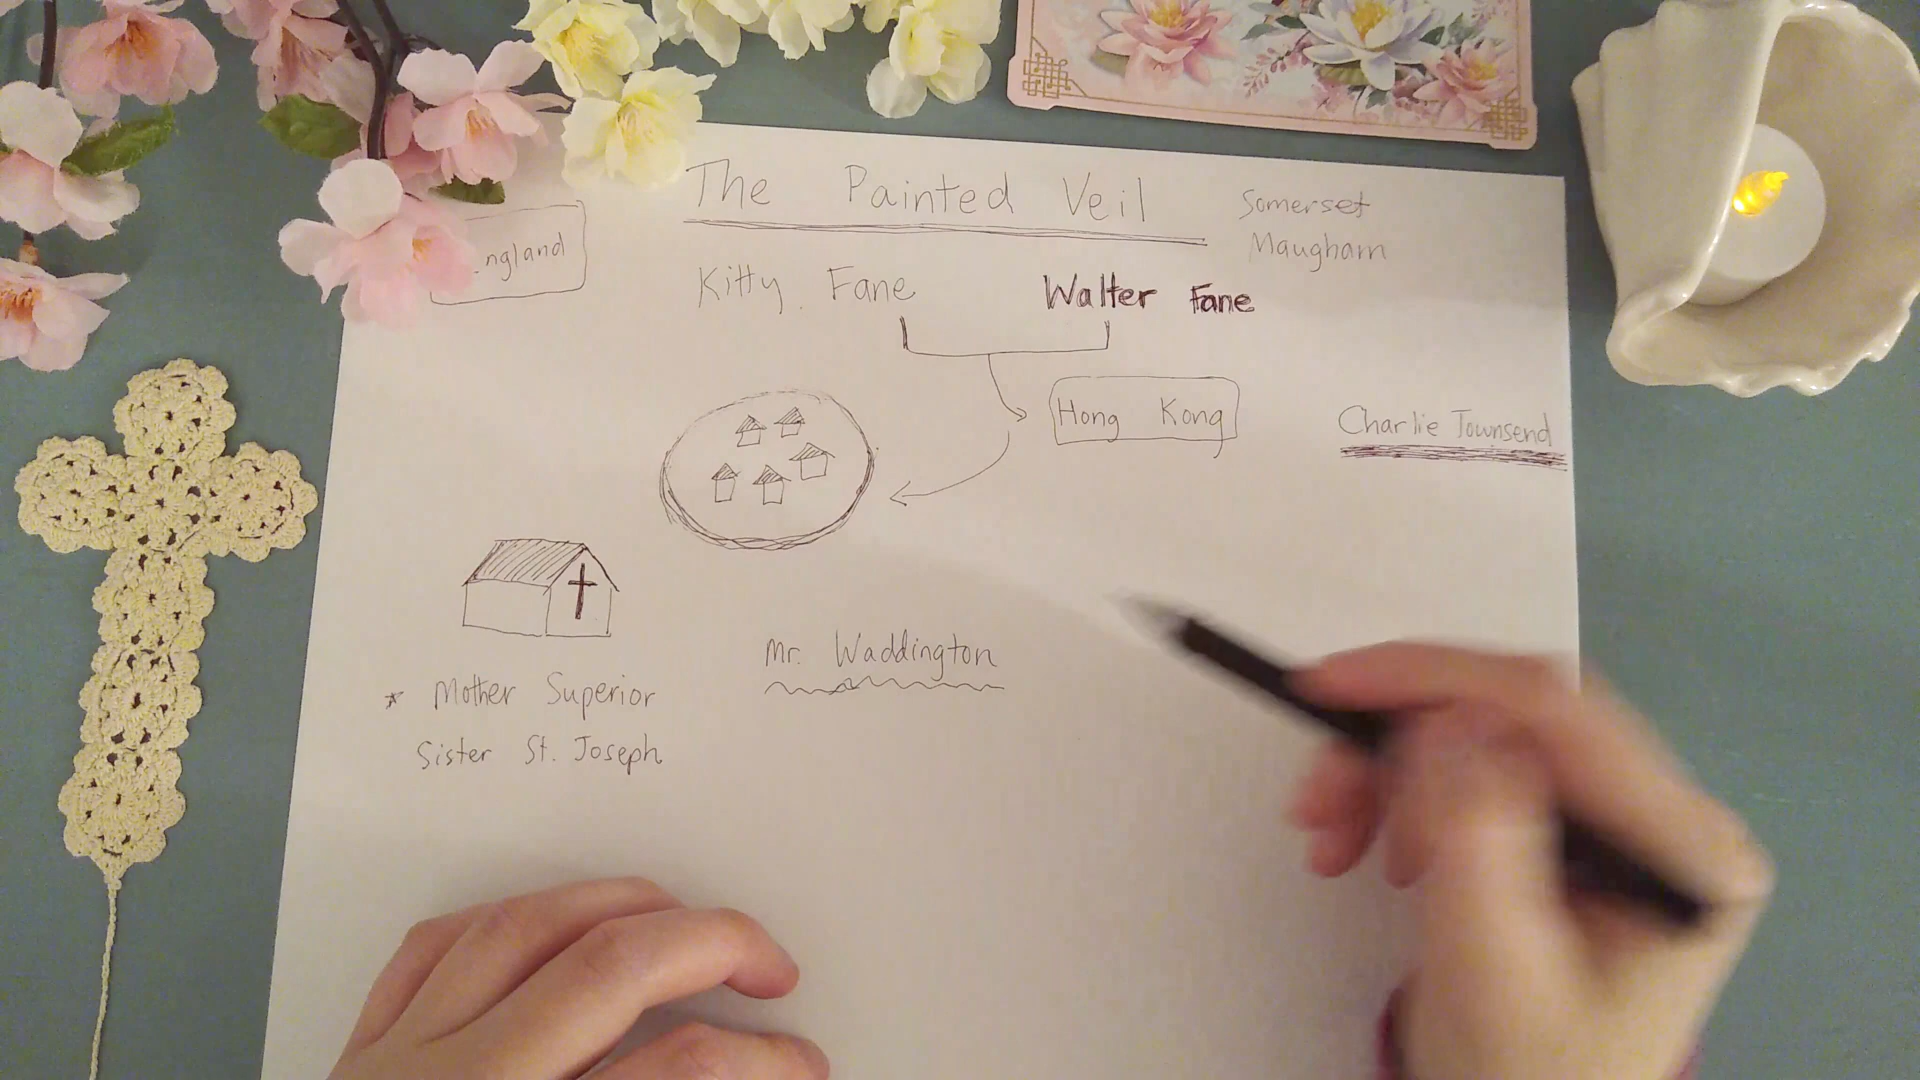 The Painted Veil
Somerset
Maugham
ngland
Kitty Fane
Walter Fane
Hong Kong
Charlie Townsend
Mr. Waddington
* Mother Superior
Sister St. Joseph